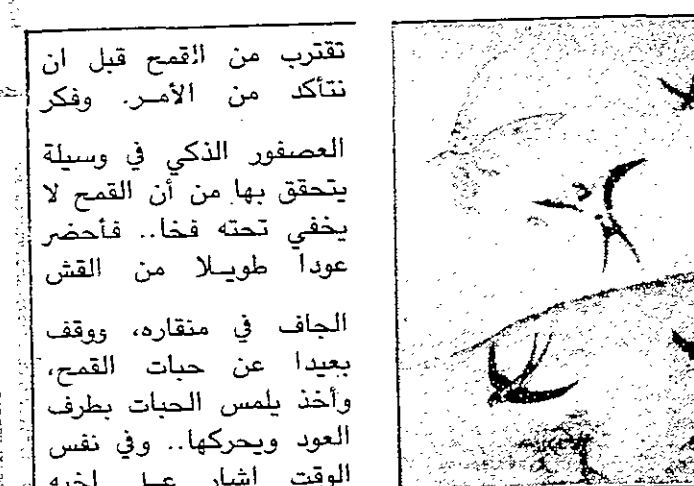 تقترب من القمح قبل ان
نتأكد من الأمر. وفكر
العصفور الذكي في وسيلة
يتحقق بها من أن القمح لا
يخفي تحته فخا.. فأحضر
عودا طويلا من القش
الجاف في منقاره، ووقف
بعيدا عن حبات القمح،
وأخذ يلمس الحبات بطرف
العود ويحركها.. وفي نفس
الوقت اشار